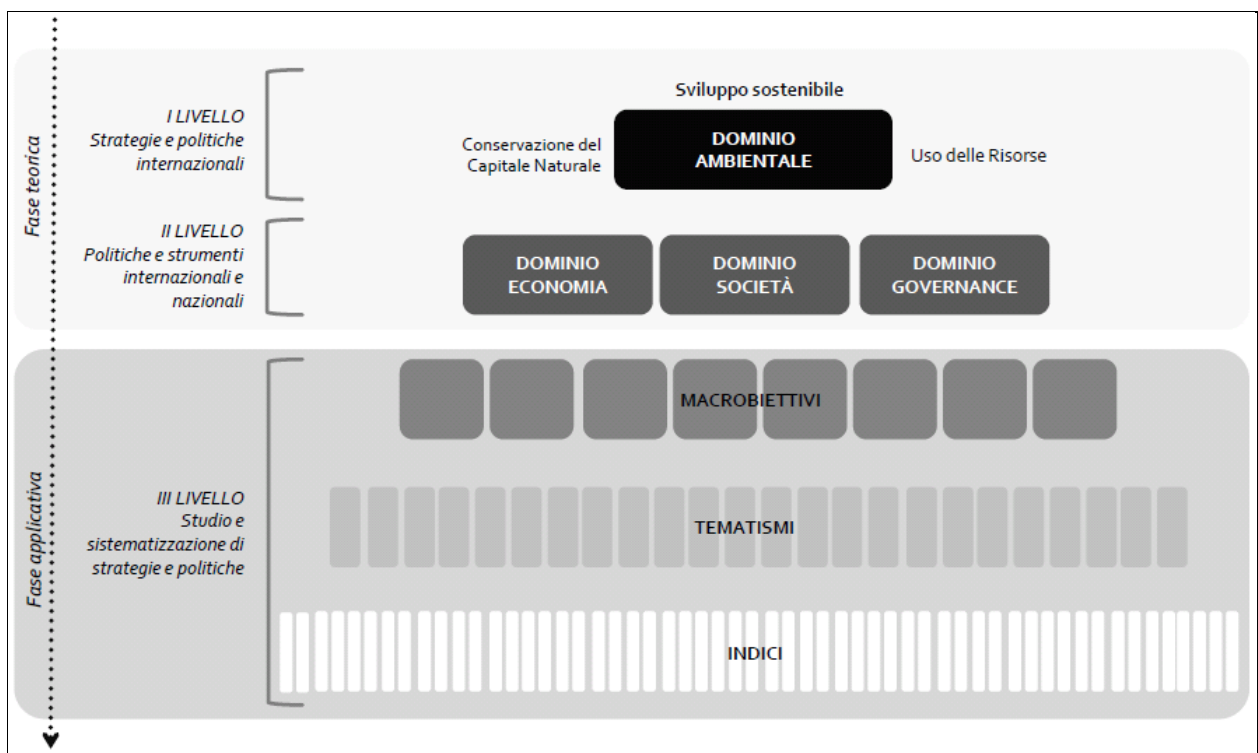 Fase teorica
I LIVELLO
Strategie e politiche
internazionali
Sviluppo sostenibile
Conservazione del
Capitale Naturale
DOMINIO
AMBIENTALE
Uso delle Risorse
II LIVELLO
Politiche e strumenti
internazionali e
nazionali
DOMINIO
ECONOMIA
DOMINIO
SOCIETÀ
DOMINIO
GOVERNANCE
Fase applicativa
III LIVELLO
Studio e
sistematizzazione di
strategie e politiche
MACROBIETTIVI
TEMATISMI
INDICI